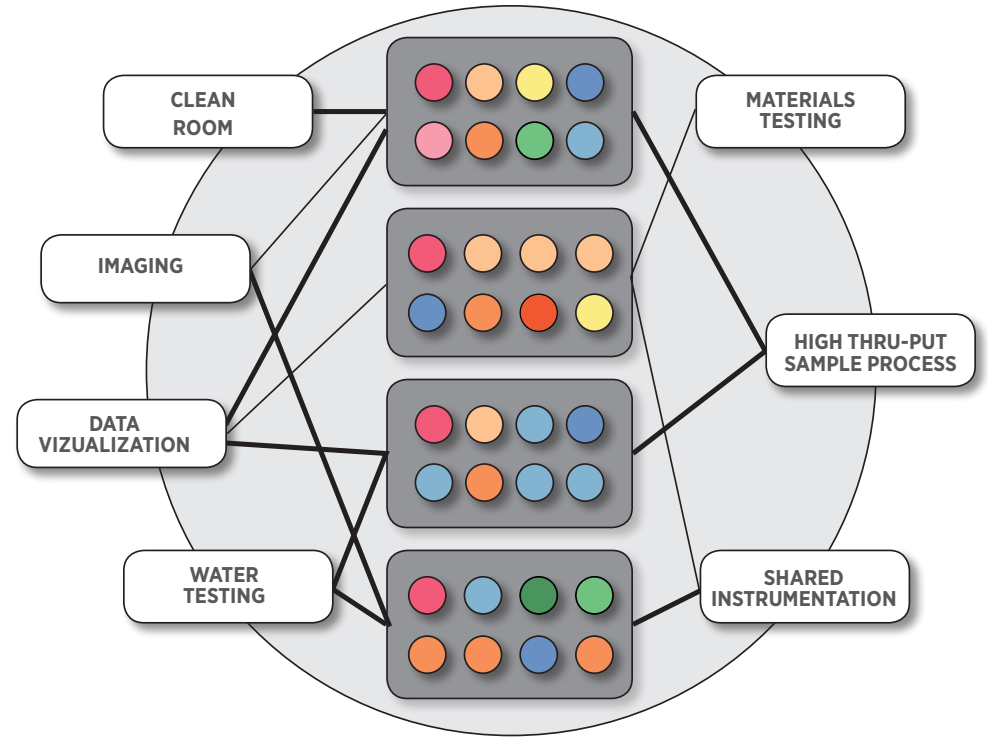 CLEAN
ROOM
IMAGING
DATA
VIZUALIZATION
WATER
TESTING
MATERIALS
TESTING
HIGH THRU-PUT
SAMPLE PROCESS
SHARED
INSTRUMENTATION